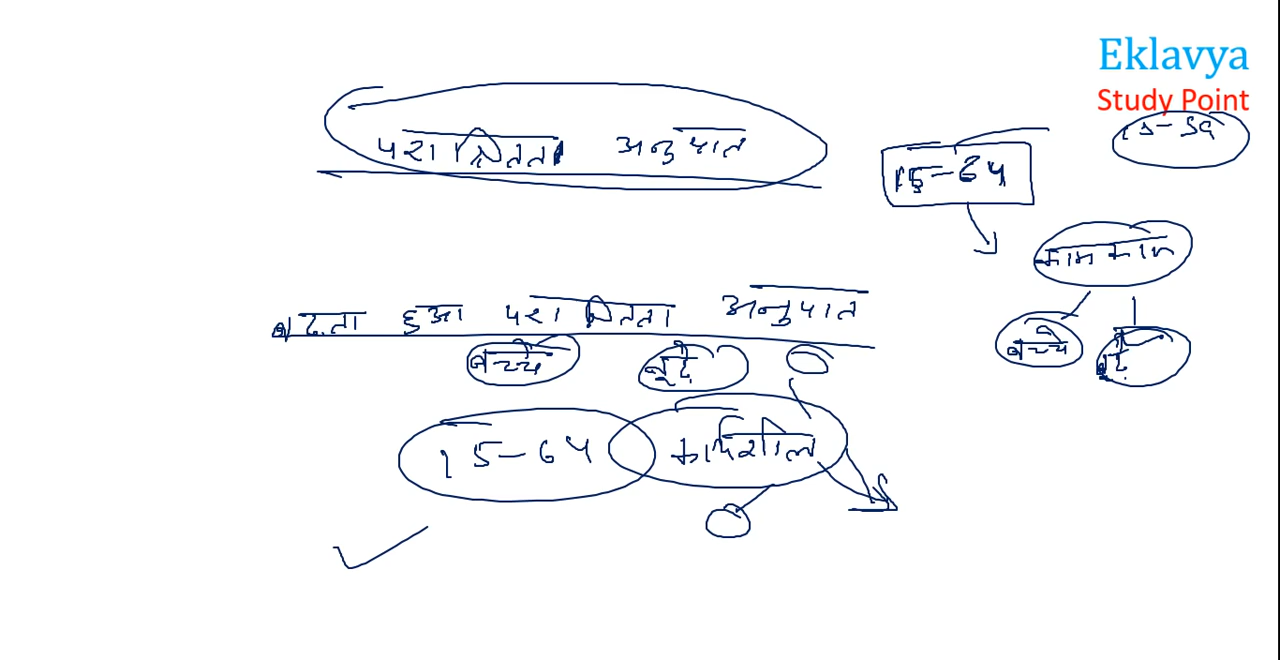 Eklavya
Study Point
पराश्रितता अनुपात
15-59
15-64
काम काज
बढ़ता हुआ पराश्रितता अनुपात
बच्चे बूढ़े
बच्चे बूढ़े
15-64 कार्यशील